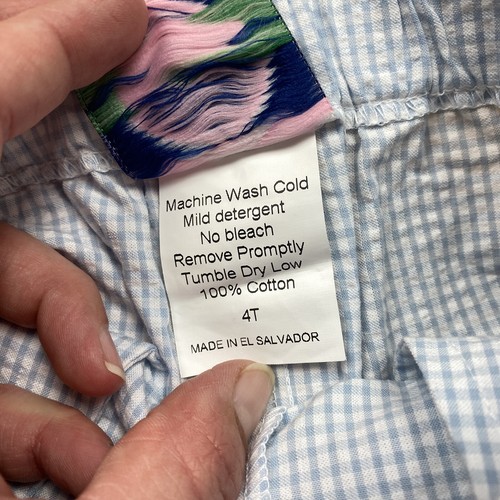 Machine Wash Cold
Mild detergent
No bleach
Remove Promptly
Tumble Dry Low
100% Cotton
4T
MADE IN EL SALVADOR